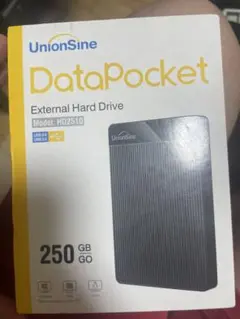 UnionSine
DataPocket
External Hard Drive
Model: HD2510
UnionSine
250 GB
GO